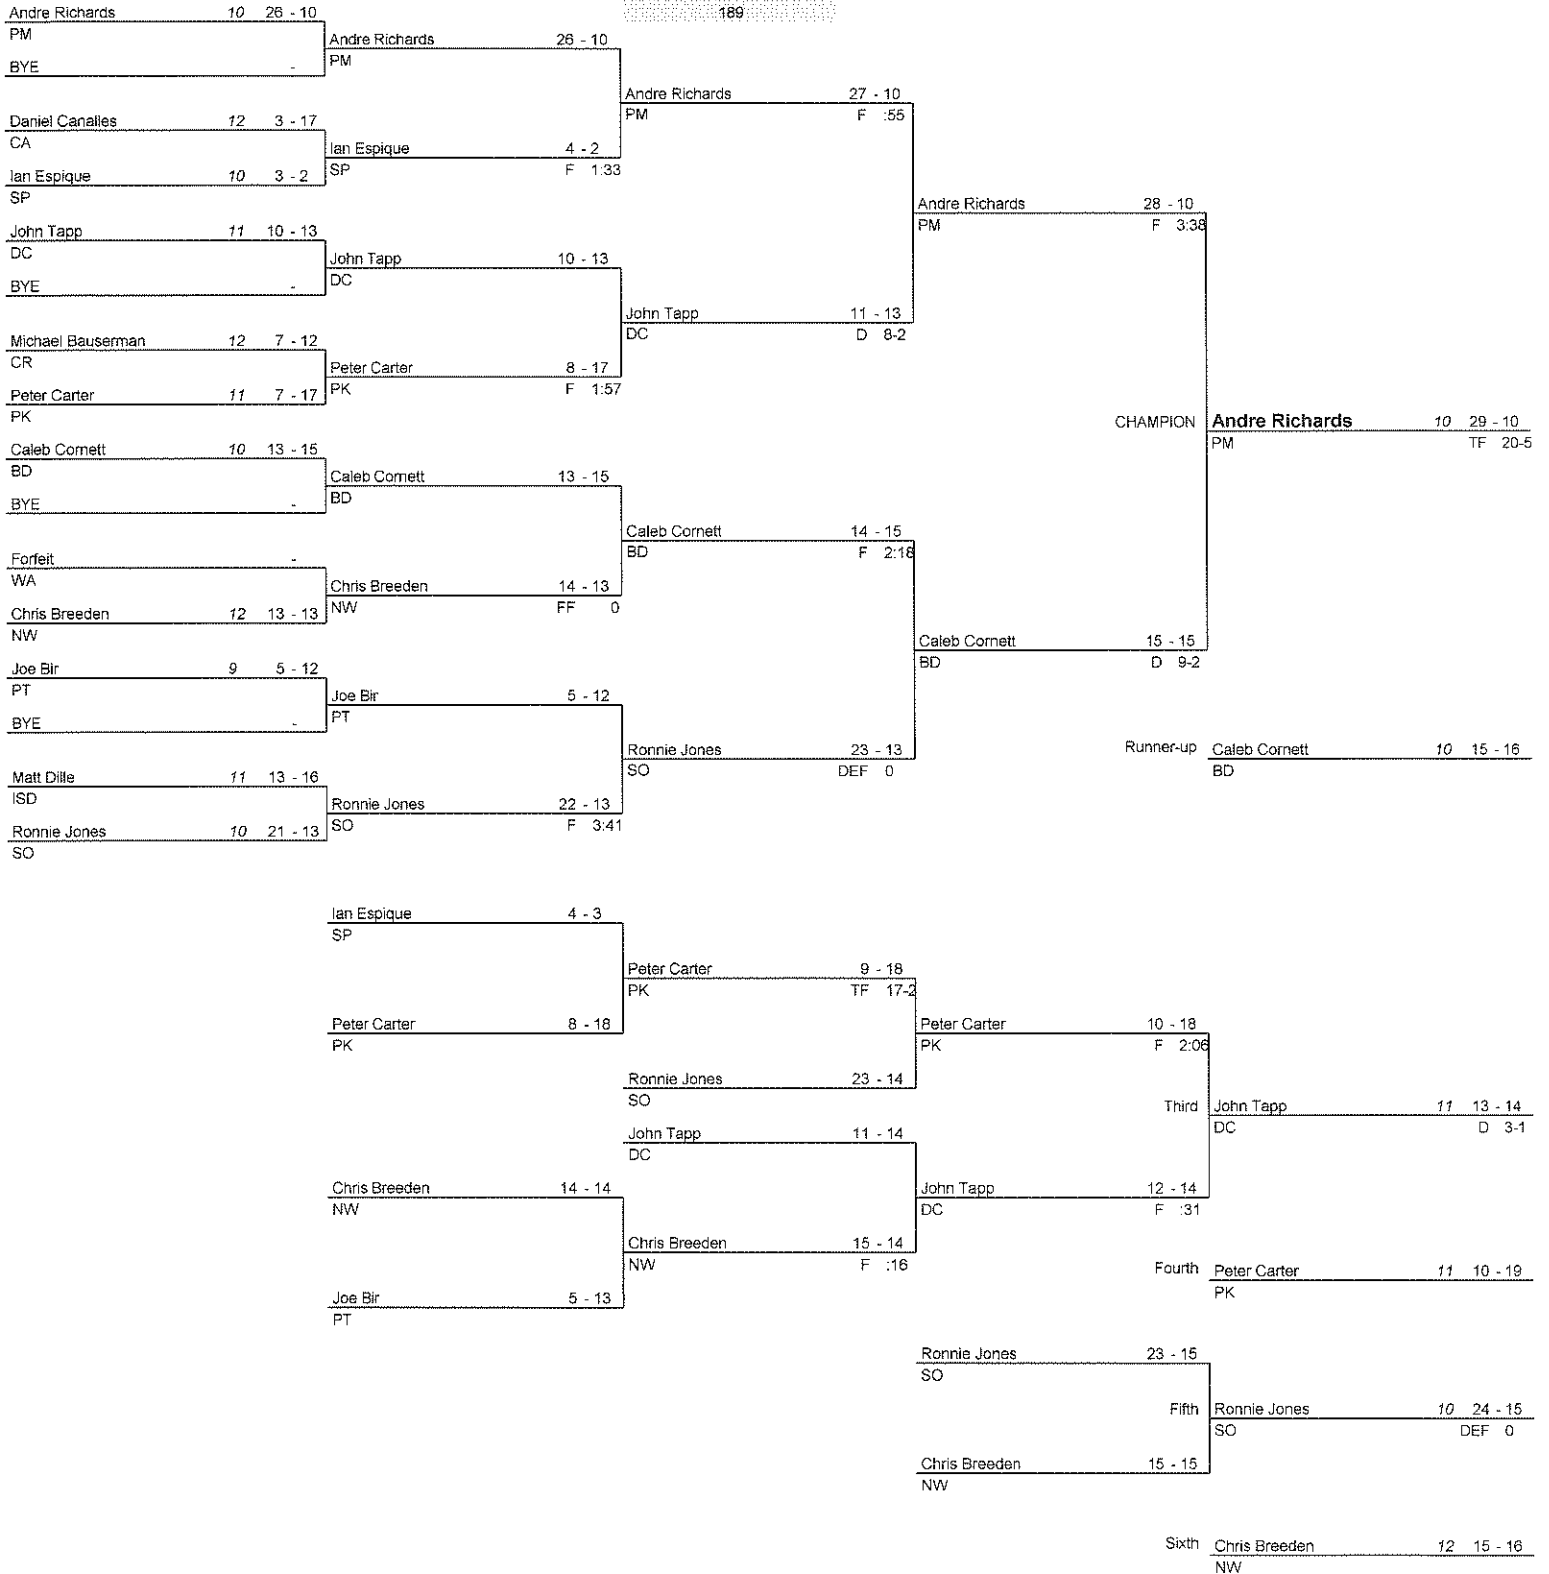 189
Andre Richards 10 26 - 10
PM
BYE -
Daniel Canalles 12 3 - 17
CA
Ian Espique 10 3 - 2
SP
John Tapp 11 10 - 13
DC
BYE -
Michael Bauserman 12 7 - 12
CR
Peter Carter 11 7 - 17
PK
Caleb Cornett 10 13 - 15
BD
BYE -
Forfeit -
WA
Chris Breeden 12 13 - 13
NW
Joe Bir 9 5 - 12
PT
BYE -
Matt Dille 11 13 - 16
ISD
Ronnie Jones 10 21 - 13
SO
Andre Richards 26 - 10
PM
Ian Espique 4 - 2
SP F 1:33
John Tapp 10 - 13
DC
Peter Carter 8 - 17
PK F 1:57
Caleb Cornett 13 - 15
BD
Chris Breeden 14 - 13
NW FF 0
Joe Bir 5 - 12
PT
Ronnie Jones 22 - 13
SO F 3:41
Andre Richards 27 - 10
PM F :55
John Tapp 11 - 13
DC D 8-2
Caleb Cornett 14 - 15
BD F 2:18
Ronnie Jones 23 - 13
SO DEF 0
Andre Richards 28 - 10
PM F 3:38
Caleb Cornett 15 - 15
BD D 9-2
CHAMPION Andre Richards 10 29 - 10
PM TF 20-5
Runner-up Caleb Cornett 10 15 - 16
BD
Ian Espique 4 - 3
SP
Peter Carter 8 - 18
PK
Chris Breeden 14 - 14
NW
Joe Bir 5 - 13
PT
Peter Carter 9 - 18
PK TF 17-2
Ronnie Jones 23 - 14
SO
John Tapp 11 - 14
DC
Chris Breeden 15 - 14
NW F :16
Peter Carter 10 - 18
PK F 2:06
John Tapp 12 - 14
DC F :31
Third John Tapp 11 13 - 14
DC D 3-1
Fourth Peter Carter 11 10 - 19
PK
Ronnie Jones 23 - 15
SO
Chris Breeden 15 - 15
NW
Fifth Ronnie Jones 10 24 - 15
SO DEF 0
Sixth Chris Breeden 12 15 - 16
NW